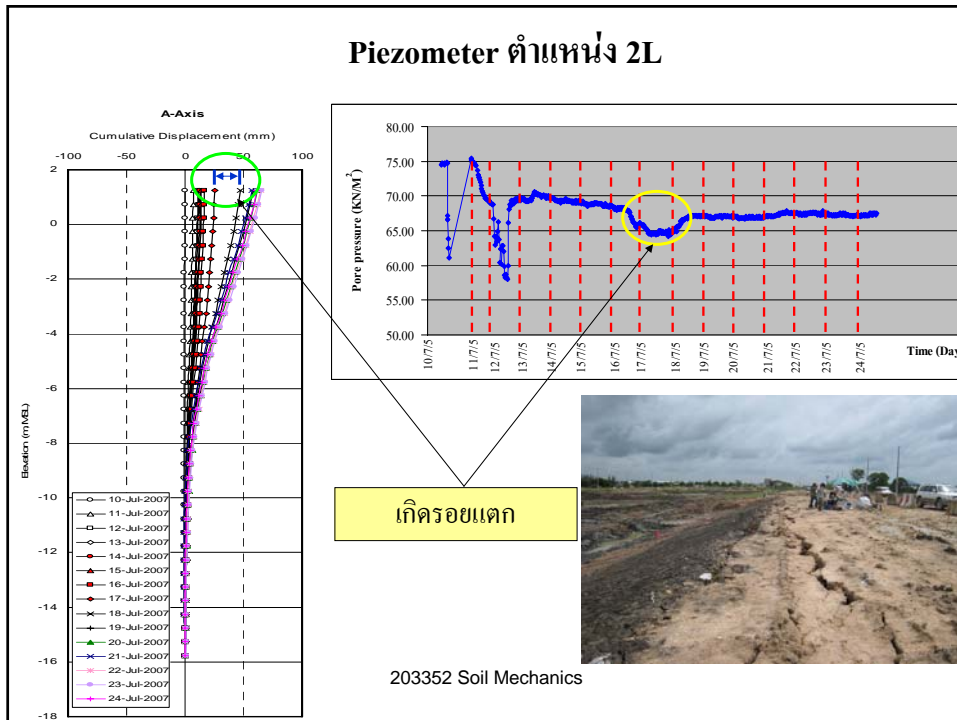 Piezometer ตำแหน่ง 2L
A-Axis
Cumulative Displacement (mm)
-100 -50 0 50 100
2
0
-2
-4
-6
-8
-10
-12
-14
-16
-18
Elevation (mMSL)
10-Jul-2007
11-Jul-2007
12-Jul-2007
13-Jul-2007
14-Jul-2007
15-Jul-2007
16-Jul-2007
17-Jul-2007
18-Jul-2007
19-Jul-2007
20-Jul-2007
21-Jul-2007
22-Jul-2007
23-Jul-2007
24-Jul-2007
80.00
75.00
70.00
65.00
60.00
55.00
50.00
Pore pressure (KN/M²)
10/7/5
11/7/5
12/7/5
13/7/5
14/7/5
15/7/5
16/7/5
17/7/5
18/7/5
19/7/5
20/7/5
21/7/5
22/7/5
23/7/5
24/7/5
Time (Day
เกิดรอยแตก
203352 Soil Mechanics